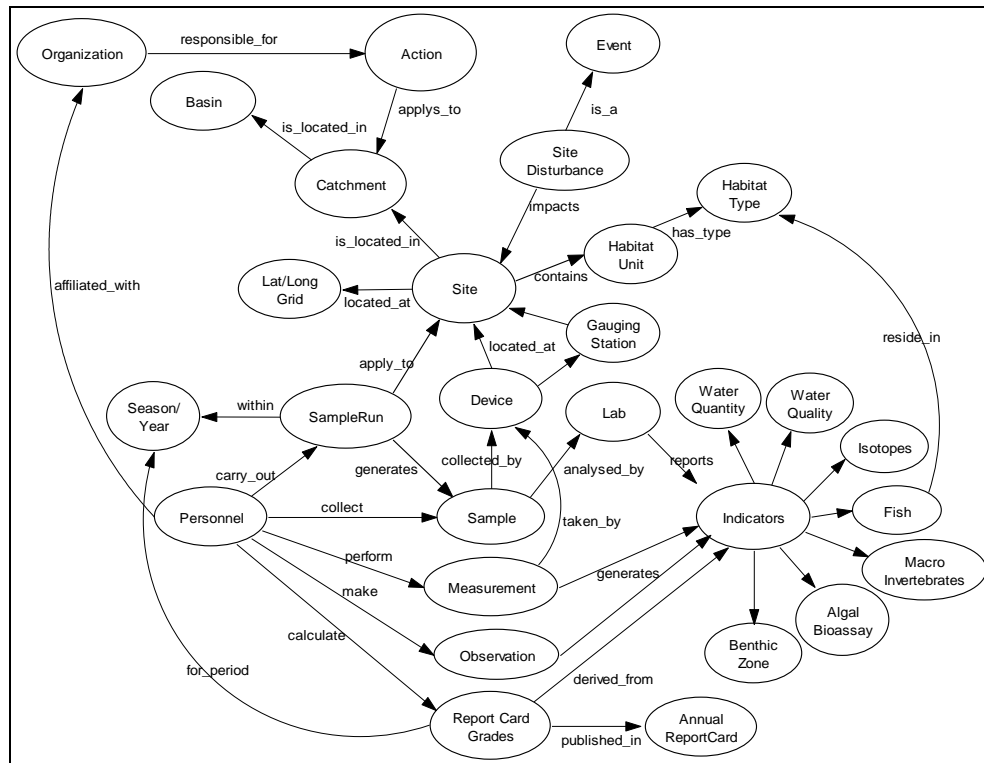 Organization
responsible_for
Action
Event
Basin
applys_to
is_a
is_located_in
Site
Disturbance
Catchment
Habitat
Type
impacts
has_type
is_located_in
Habitat
Unit
Lat/Long
Grid
located_at
Site
contains
affiliated_with
Gauging
Station
reside_in
located_at
apply_to
Water
Quantity
Water
Quality
Season/
Year
within
SampleRun
Device
Lab
Isotopes
generates
collected_by
analysed_by
reports
carry_out
Personnel
collect
Sample
taken_by
Indicators
Fish
perform
Measurement
generates
Macro
Invertebrates
make
calculate
Observation
Algal
Bioassay
Benthic
Zone
for_period
derived_from
Report Card
Grades
published_in
Annual
ReportCard